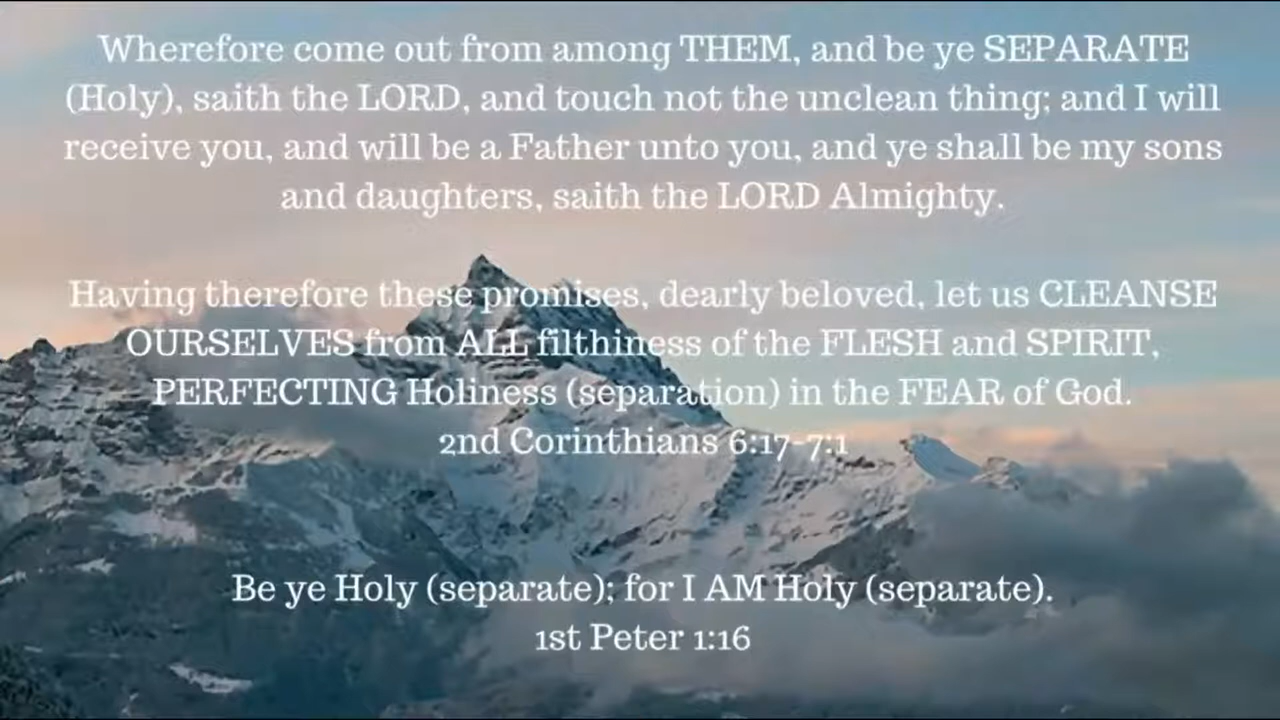 Wherefore come out from among THEM, and be ye SEPARATE
(Holy), saith the LORD, and touch not the unclean thing; and I will
receive you, and will be a Father unto you, and ye shall be my sons
and daughters, saith the LORD Almighty.
Having therefore these promises, dearly beloved, let us CLEANSE
OURSELVES from ALL filthiness of the FLESH and SPIRIT,
PERFECTING Holiness (separation) in the FEAR of God.
2nd Corinthians 6:17-7:1
Be ye Holy (separate); for I AM Holy (separate).
1st Peter 1:16